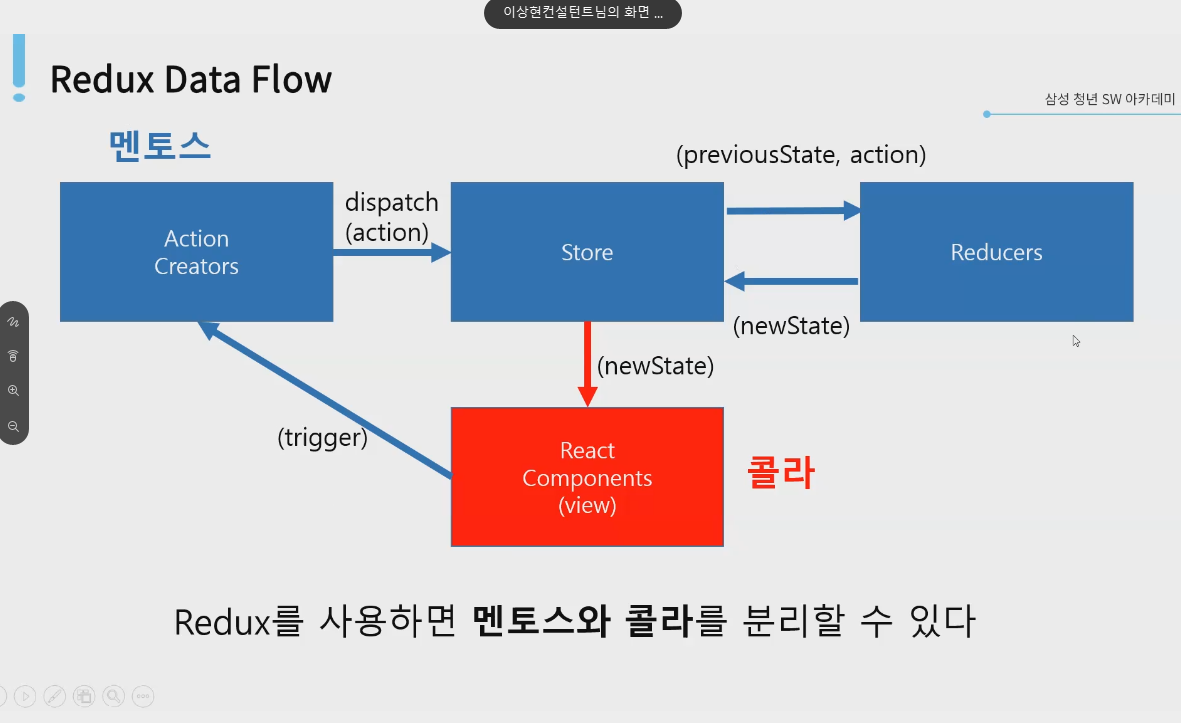 이상현컨설턴트님의 화면 ...
Redux Data Flow
삼성 청년 SW 아카데미
멘토스
(previousState, action)
Action
Creators
dispatch
(action)
Store
Reducers
(newState)
(newState)
(trigger)
React
Components
(view)
콜라
Redux를 사용하면 멘토스와 콜라를 분리할 수 있다